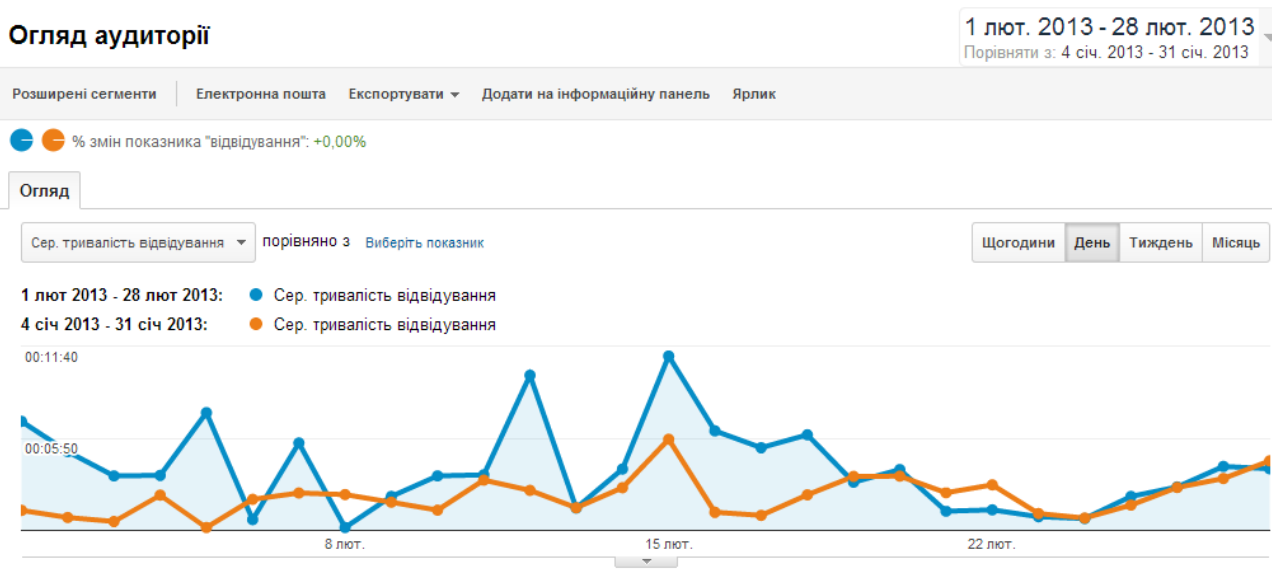 Огляд аудиторії
1 лют. 2013 - 28 лют. 2013
Порівняти з: 4 січ. 2013 - 31 січ. 2013
Розширені сегменти Електронна пошта Експортувати Додати на інформаційну панель Ярлик
% змін показника "відвідування": +0,00%
Огляд
Сер. тривалість відвідування порівняно з Виберіть показник Щогодини День Тиждень Місяць
1 лют 2013 - 28 лют 2013: Сер. тривалість відвідування
4 січ 2013 - 31 січ 2013: Сер. тривалість відвідування
00:11:40
00:05:50
8 лют. 15 лют. 22 лют.